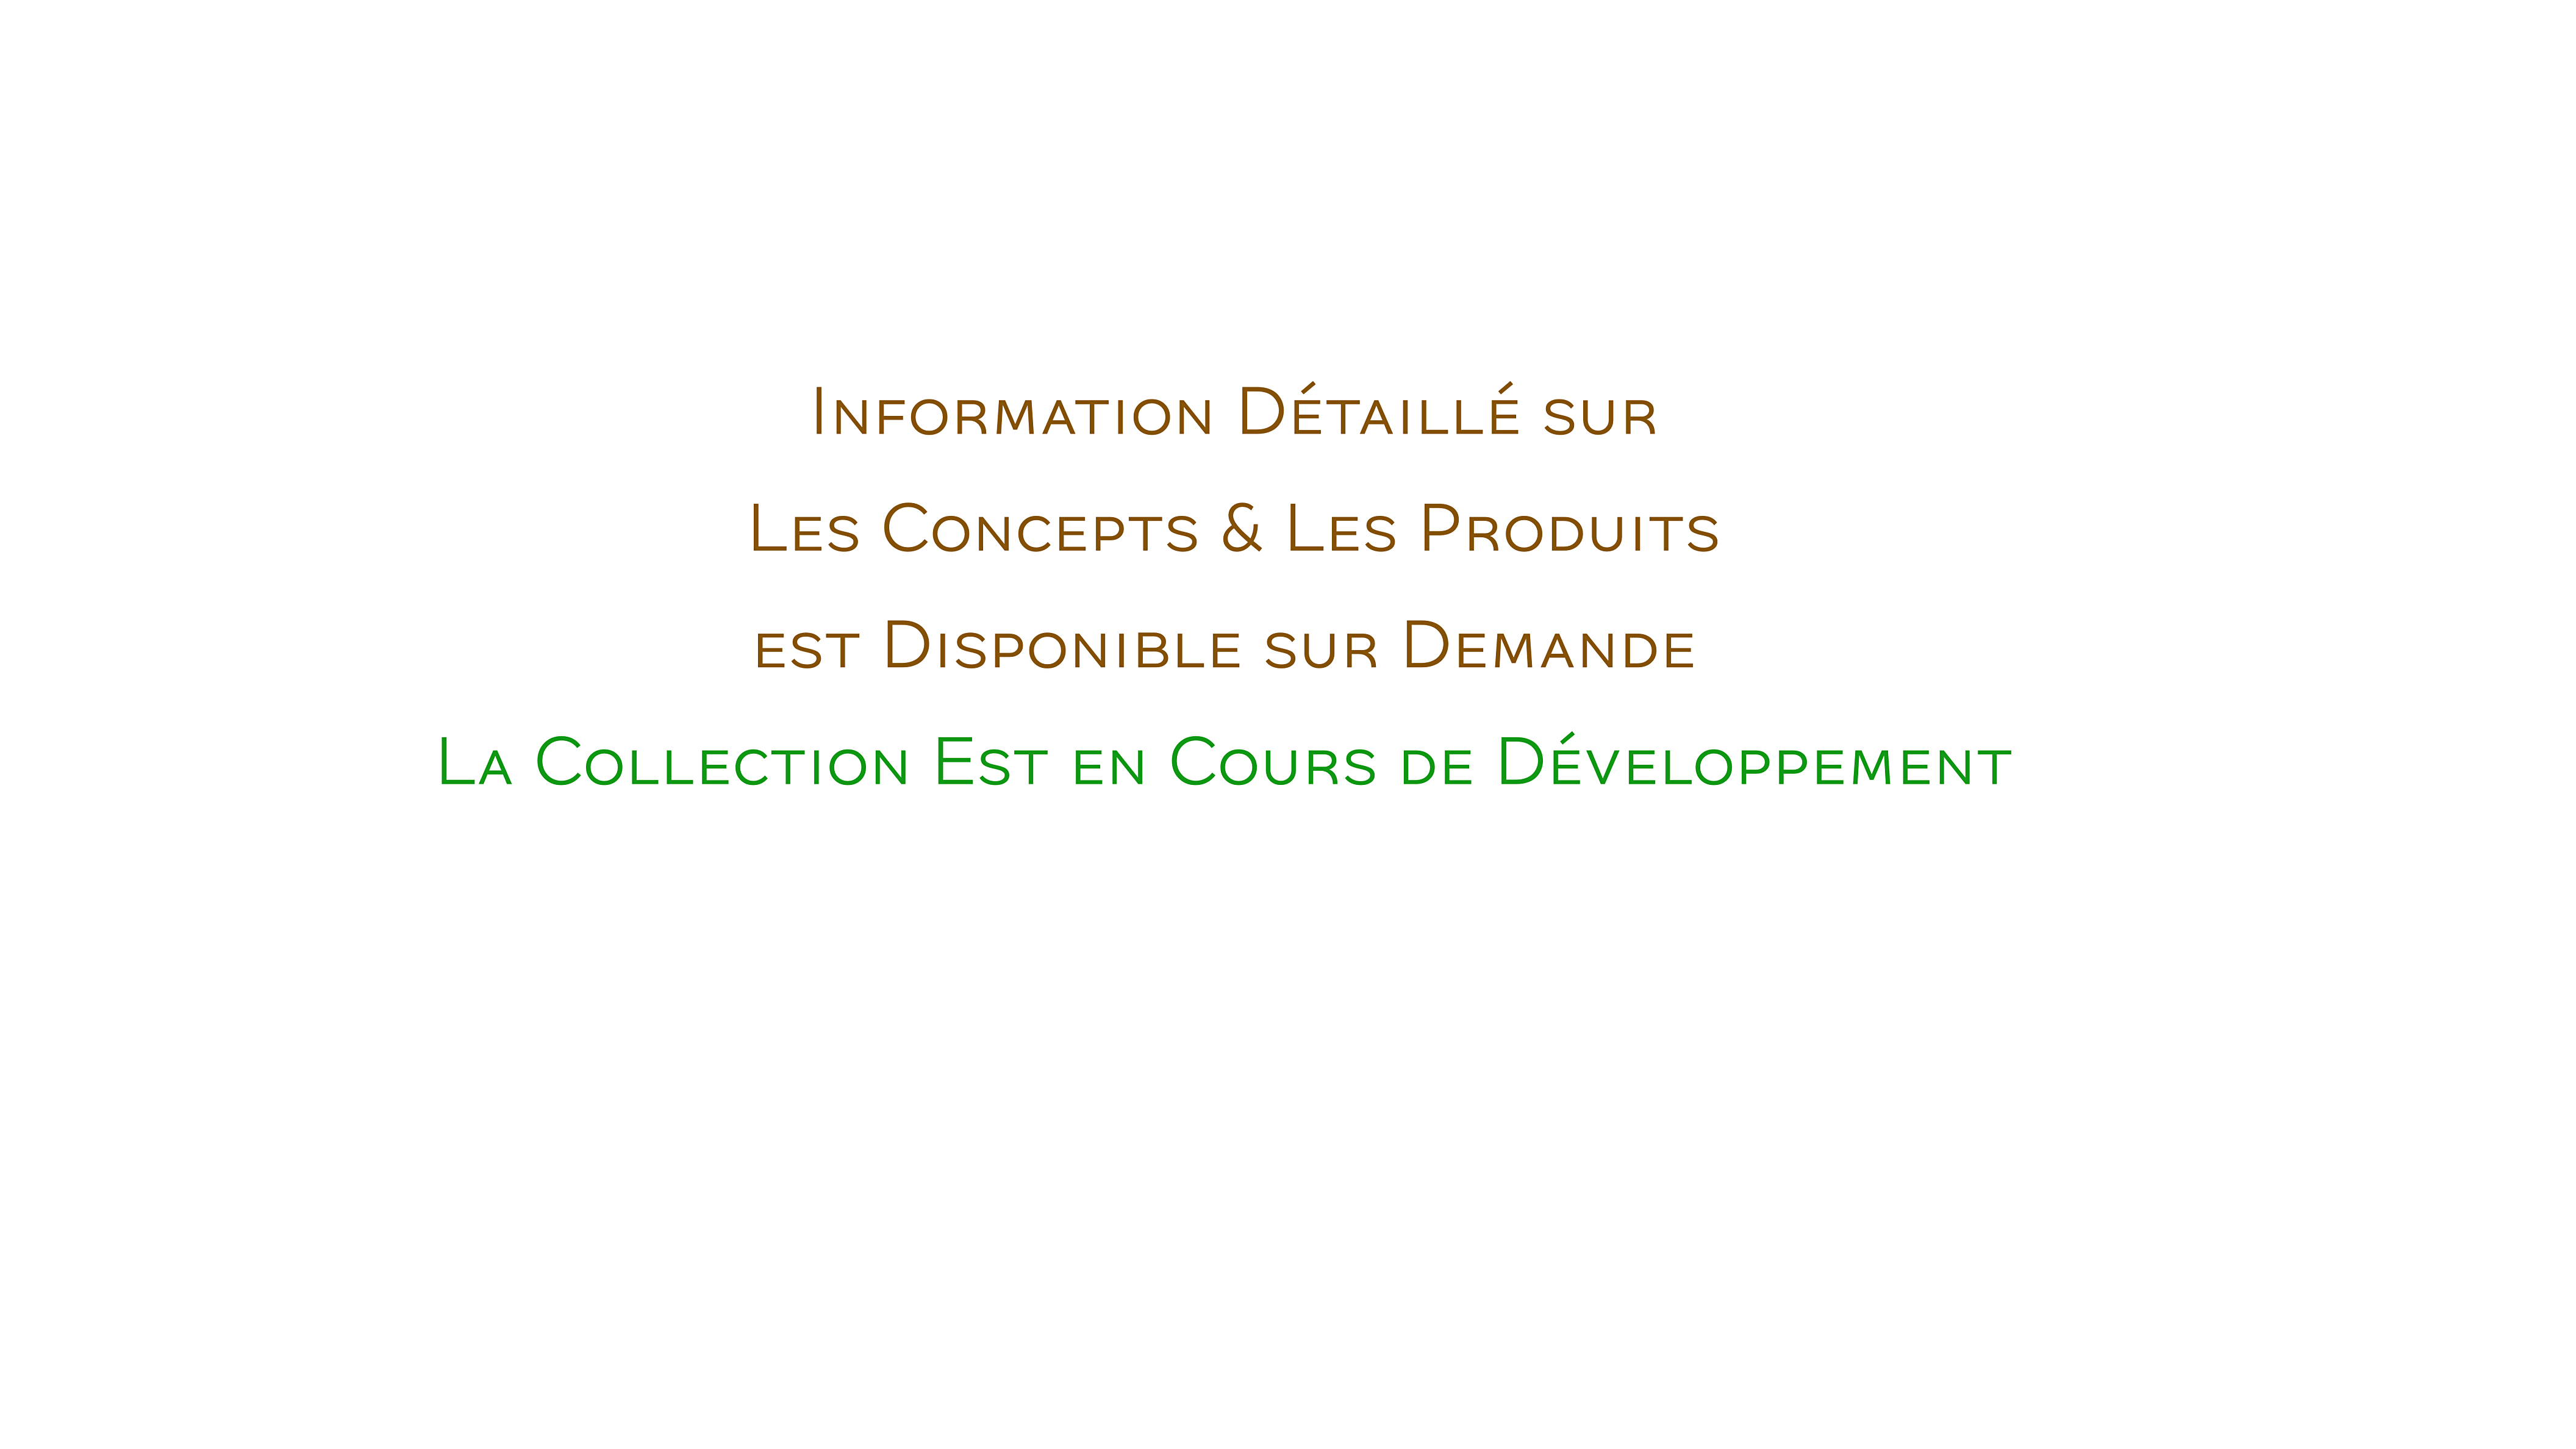 Information Détaillé sur
Les Concepts & Les Produits
est Disponible sur Demande
La Collection Est en Cours de Développement